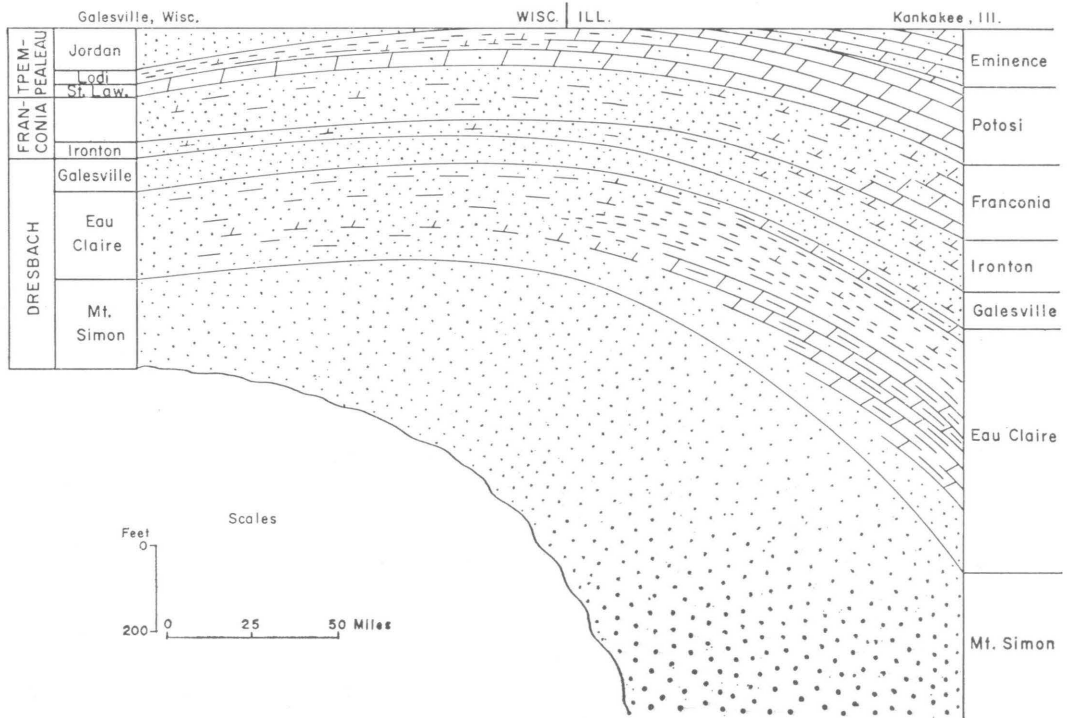 Galesville, Wisc.
WISC. ILL.
Kankakee, Ill.
TPEM-
PEALEAU
Jordan
Lodi
St. Law.
FRAN-
CONIA
Ironton
DRESBACH
Galesville
Eau
Claire
Mt.
Simon
Eminence
Potosi
Franconia
Ironton
Galesville
Eau Claire
Mt. Simon
Scales
Feet
0
200
0 25 50 Miles